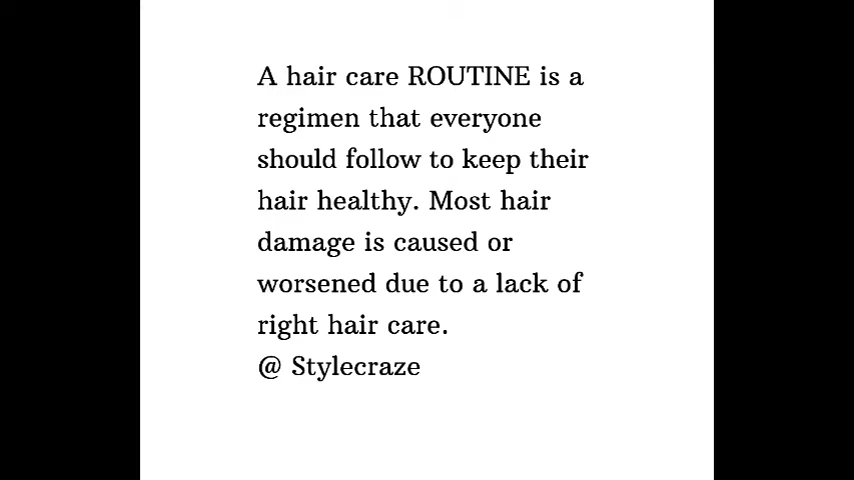 A hair care ROUTINE is a
regimen that everyone
should follow to keep their
hair healthy. Most hair
damage is caused or
worsened due to a lack of
right hair care.
@ Stylecraze